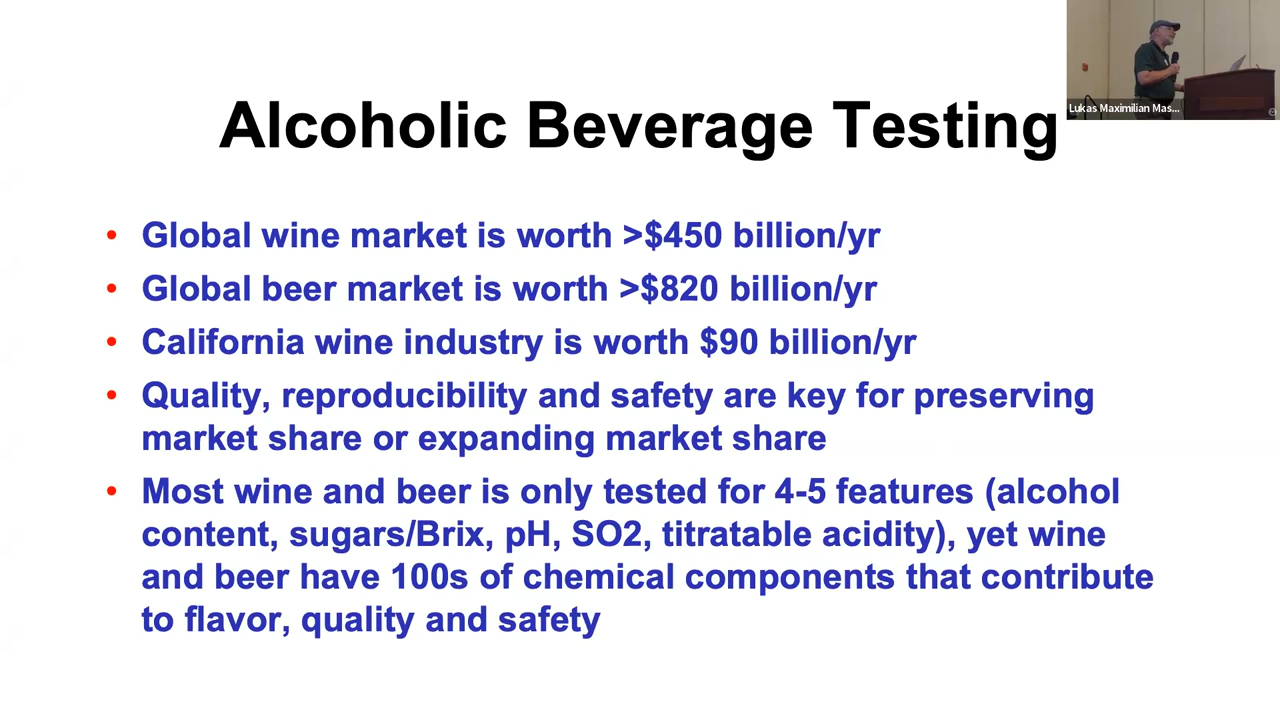 Lukas Maximilian Mas...
Alcoholic Beverage Testing
• Global wine market is worth >$450 billion/yr
• Global beer market is worth >$820 billion/yr
• California wine industry is worth $90 billion/yr
• Quality, reproducibility and safety are key for preserving
market share or expanding market share
• Most wine and beer is only tested for 4-5 features (alcohol
content, sugars/Brix, pH, SO2, titratable acidity), yet wine
and beer have 100s of chemical components that contribute
to flavor, quality and safety